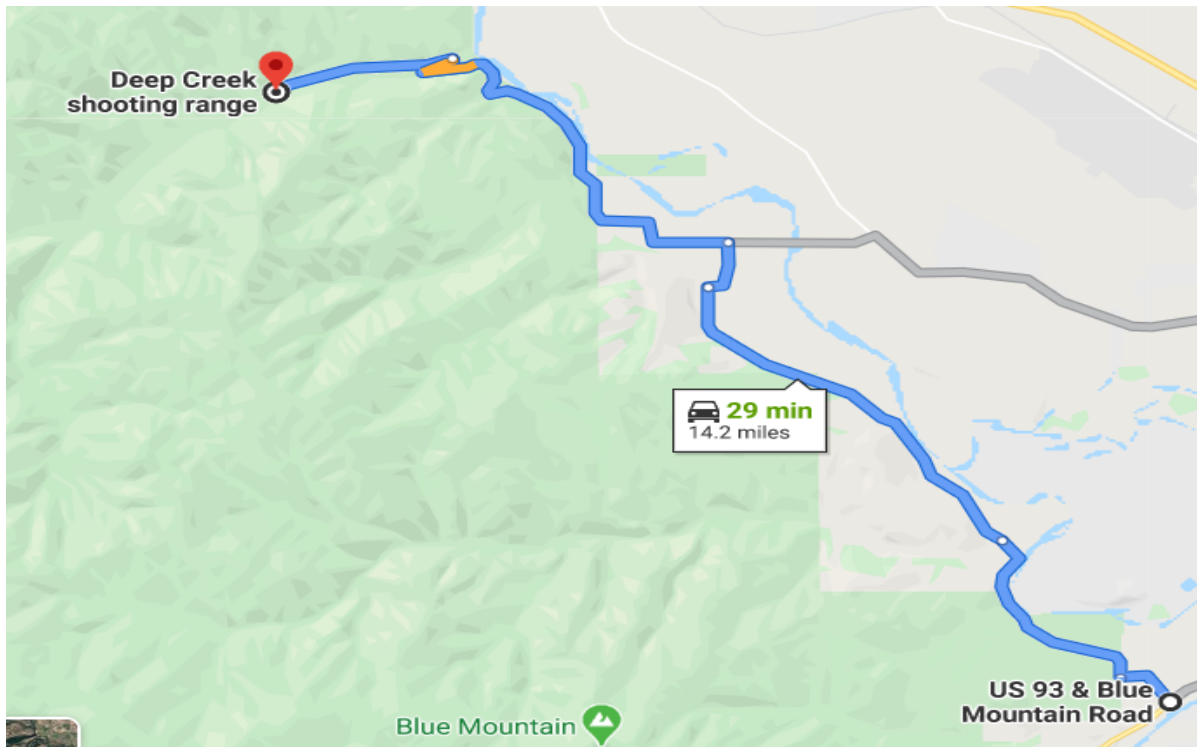 Deep Creek
shooting range
29 min
14.2 miles
US 93 & Blue
Mountain Road
Blue Mountain